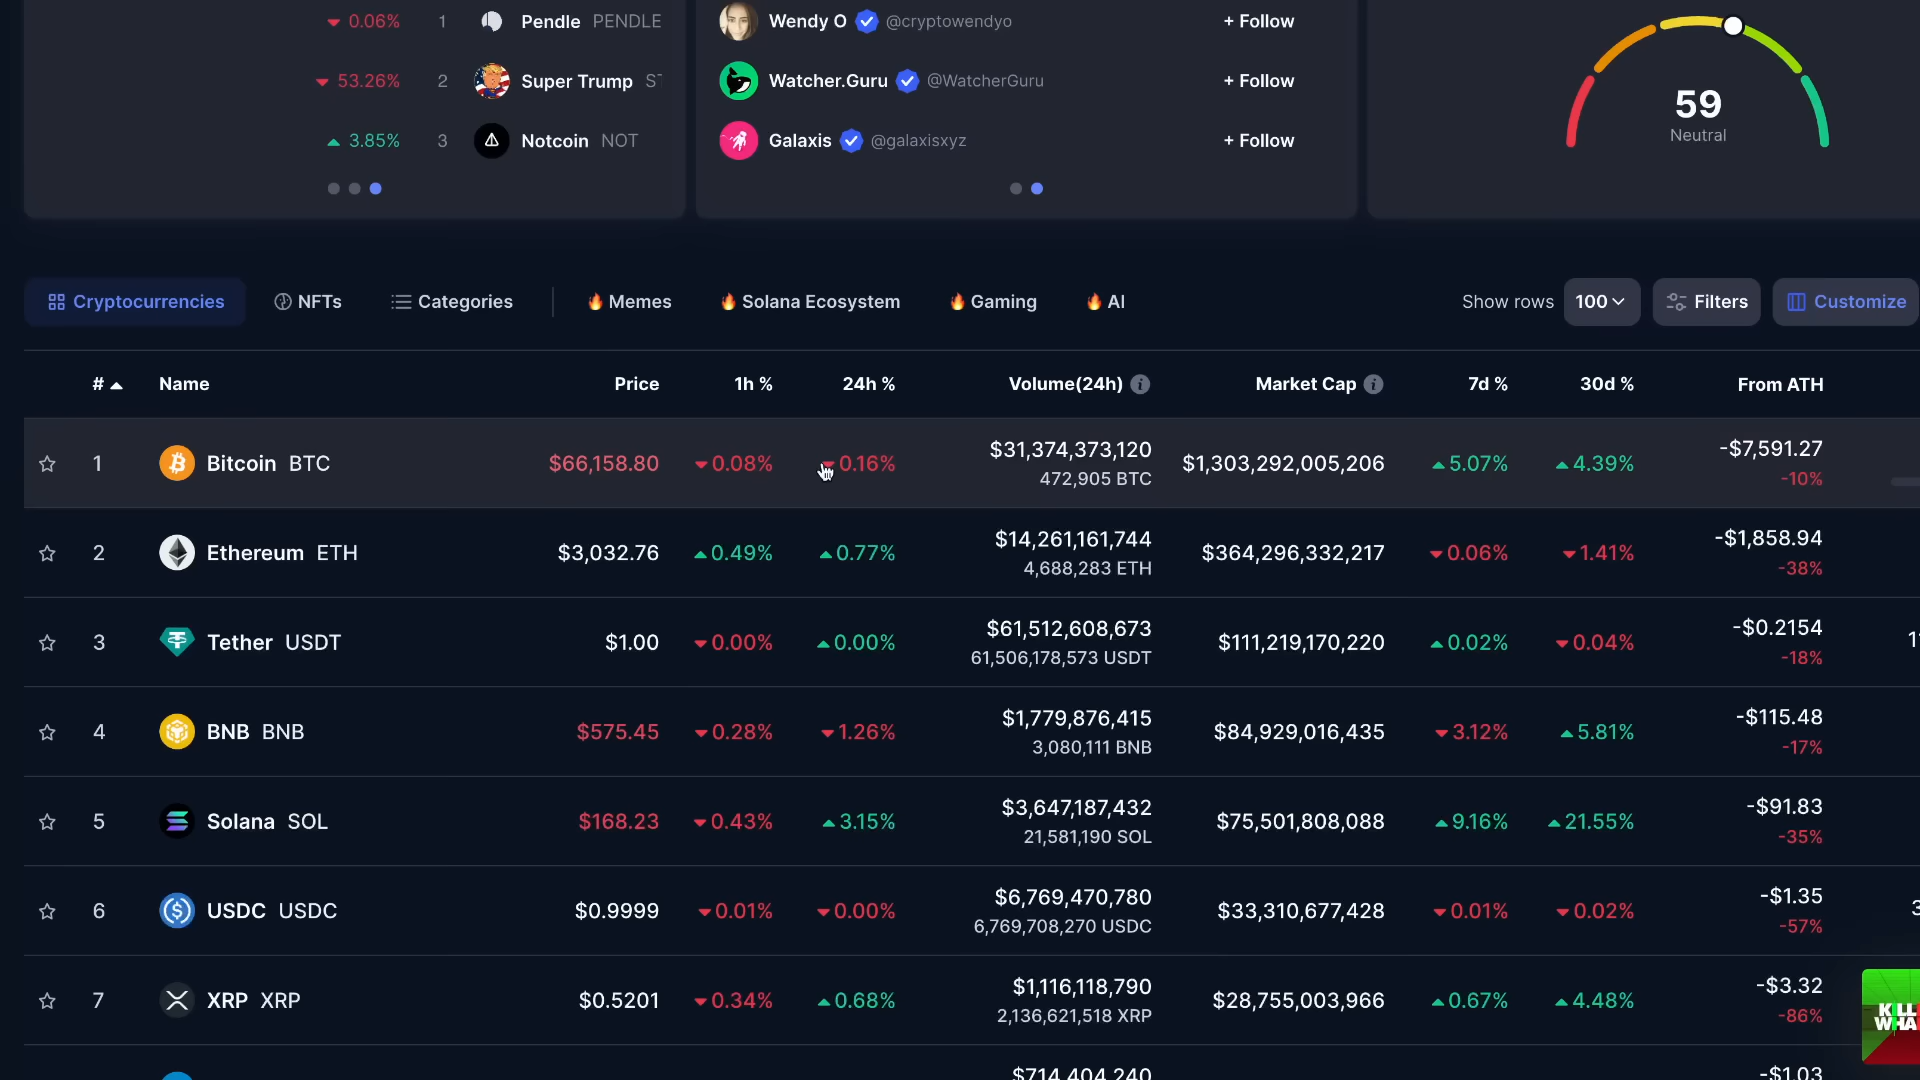 0.06% 1 Pendle PENDLE
53.26% 2 Super Trump
3.85% 3 Notcoin NOT
Wendy O @cryptowendyo + Follow
Watcher.Guru @WatcherGuru + Follow
Galaxis @galaxisxyz + Follow
59
Neutral
Cryptocurrencies NFTs Categories Memes Solana Ecosystem Gaming AI Show rows 100 Filters Customize
# Name Price 1h % 24h % Volume(24h) Market Cap 7d % 30d % From ATH
1 Bitcoin BTC $66,158.80 0.08% 0.16% $31,374,373,120 $1,303,292,005,206 5.07% 4.39% -$7,591.27
472,905 BTC -10%
2 Ethereum ETH $3,032.76 0.49% 0.77% $14,261,161,744 $364,296,332,217 0.06% 1.41% -$1,858.94
4,688,283 ETH -38%
3 Tether USDT $1.00 0.00% 0.00% $61,512,608,673 $111,219,170,220 0.02% 0.04% -$0.2154
61,506,178,573 USDT -18%
4 BNB BNB $575.45 0.28% 1.26% $1,779,876,415 $84,929,016,435 3.12% 5.81% -$115.48
3,080,111 BNB -17%
5 Solana SOL $168.23 0.43% 3.15% $3,647,187,432 $75,501,808,088 9.16% 21.55% -$91.83
21,581,190 SOL -35%
6 USDC USDC $0.9999 0.01% 0.00% $6,769,470,780 $33,310,677,428 0.01% 0.02% -$1.35
6,769,708,270 USDC -57%
7 XRP XRP $0.5201 0.34% 0.68% $1,116,118,790 $28,755,003,966 0.67% 4.48% -$3.32
2,136,621,518 XRP -86%
KILL
WHA
$714,404,240 -$1.03